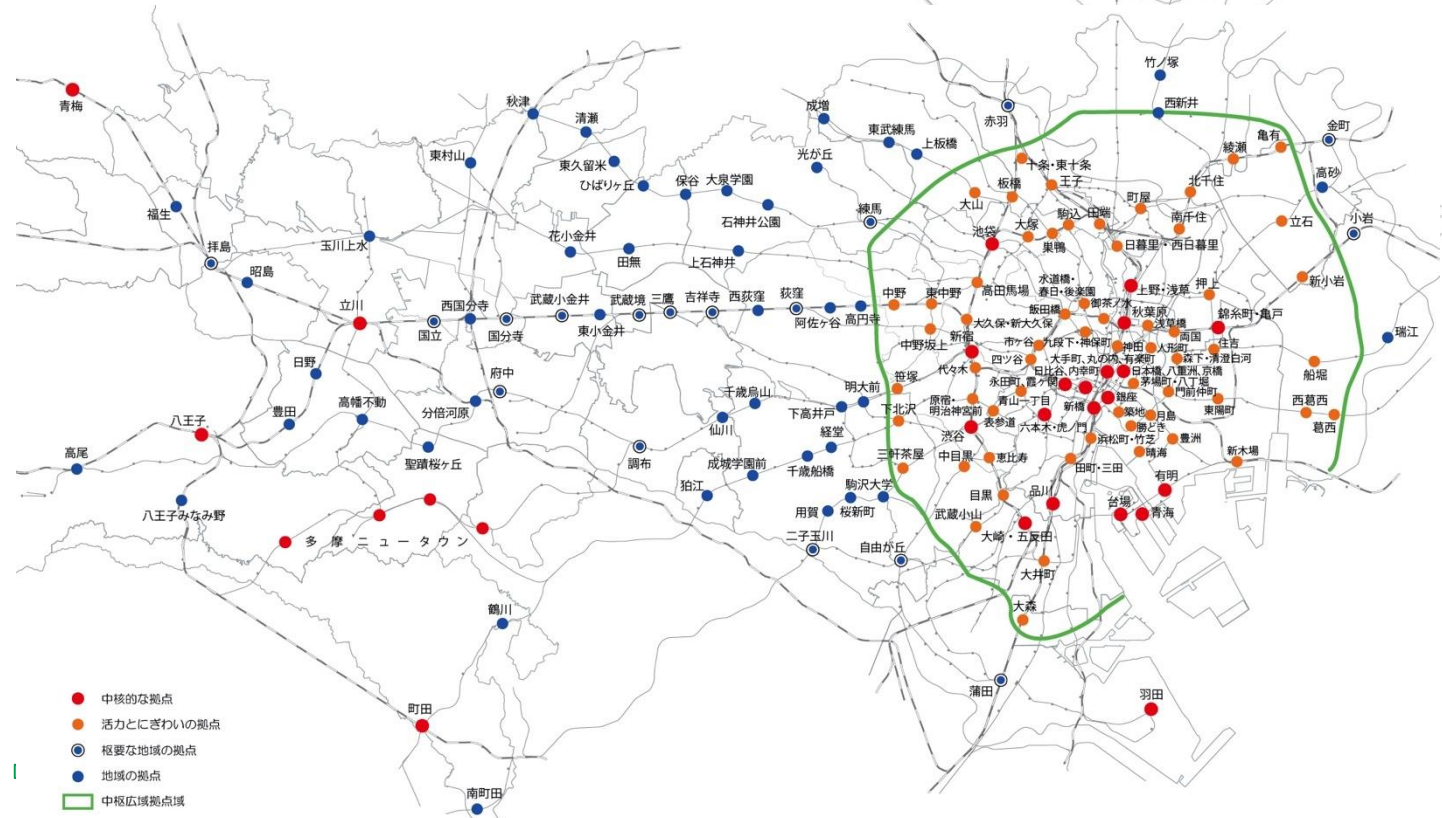 竹ノ塚
青梅
秋津
成増
赤羽
西新井
清瀬
東武練馬
上板橋
亀有
金町
綾瀬
東村山
東久留米
光が丘
十条・東十条
高砂
ひばりヶ丘
保谷
大泉学園
板橋
王子
北千住
福生
大山
町屋
石神井公園
練馬
大塚
駒込
田端
南千住
立石
小岩
拝島
玉川上水
花小金井
池袋
巣鴨
日暮里・西日暮里
田無
上石神井
昭島
水道橋・
春日・後楽園
高田馬場
上野・浅草
押上
新小岩
立川
西国分寺
武蔵小金井
武蔵境
三鷹
吉祥寺
西荻窪
荻窪
中野
東中野
御茶ノ水
飯田橋
秋葉原
錦糸町・亀戸
国立
国分寺
東小金井
阿佐ヶ谷
高円寺
大久保・新大久保
浅草橋
両国
瑞江
新宿
中野坂上
市ヶ谷
九段下・神保町
神田
人形町
住吉
四ツ谷
大手町、丸の内、有楽町
森下・清澄白河
日野
代々木
日比谷、内幸町
日本橋、八重洲、京橋
船堀
府中
笹塚
永田町、霞ヶ関
茅場町・八丁堀
千歳烏山
明大前
原宿・
明治神宮前
青山一丁目
新橋
銀座
門前仲町
豊田
高幡不動
分倍河原
下高井戸
下北沢
表参道
六本木・虎ノ門
築地
月島
東陽町
西葛西
葛西
八王子
仙川
渋谷
勝どき
経堂
浜松町・竹芝
豊洲
高尾
聖蹟桜ヶ丘
調布
成城学園前
千歳船橋
三軒茶屋
中目黒
恵比寿
田町・三田
晴海
新木場
狛江
駒沢大学
目黒
品川
有明
八王子みなみ野
用賀
桜新町
武蔵小山
台場
青海
多摩ニュータウン
二子玉川
自由が丘
大崎・五反田
大井町
鶴川
大森
蒲田
羽田
町田
南町田
中核的な拠点
活力とにぎわいの拠点
枢要な地域の拠点
地域の拠点
中枢広域拠点域